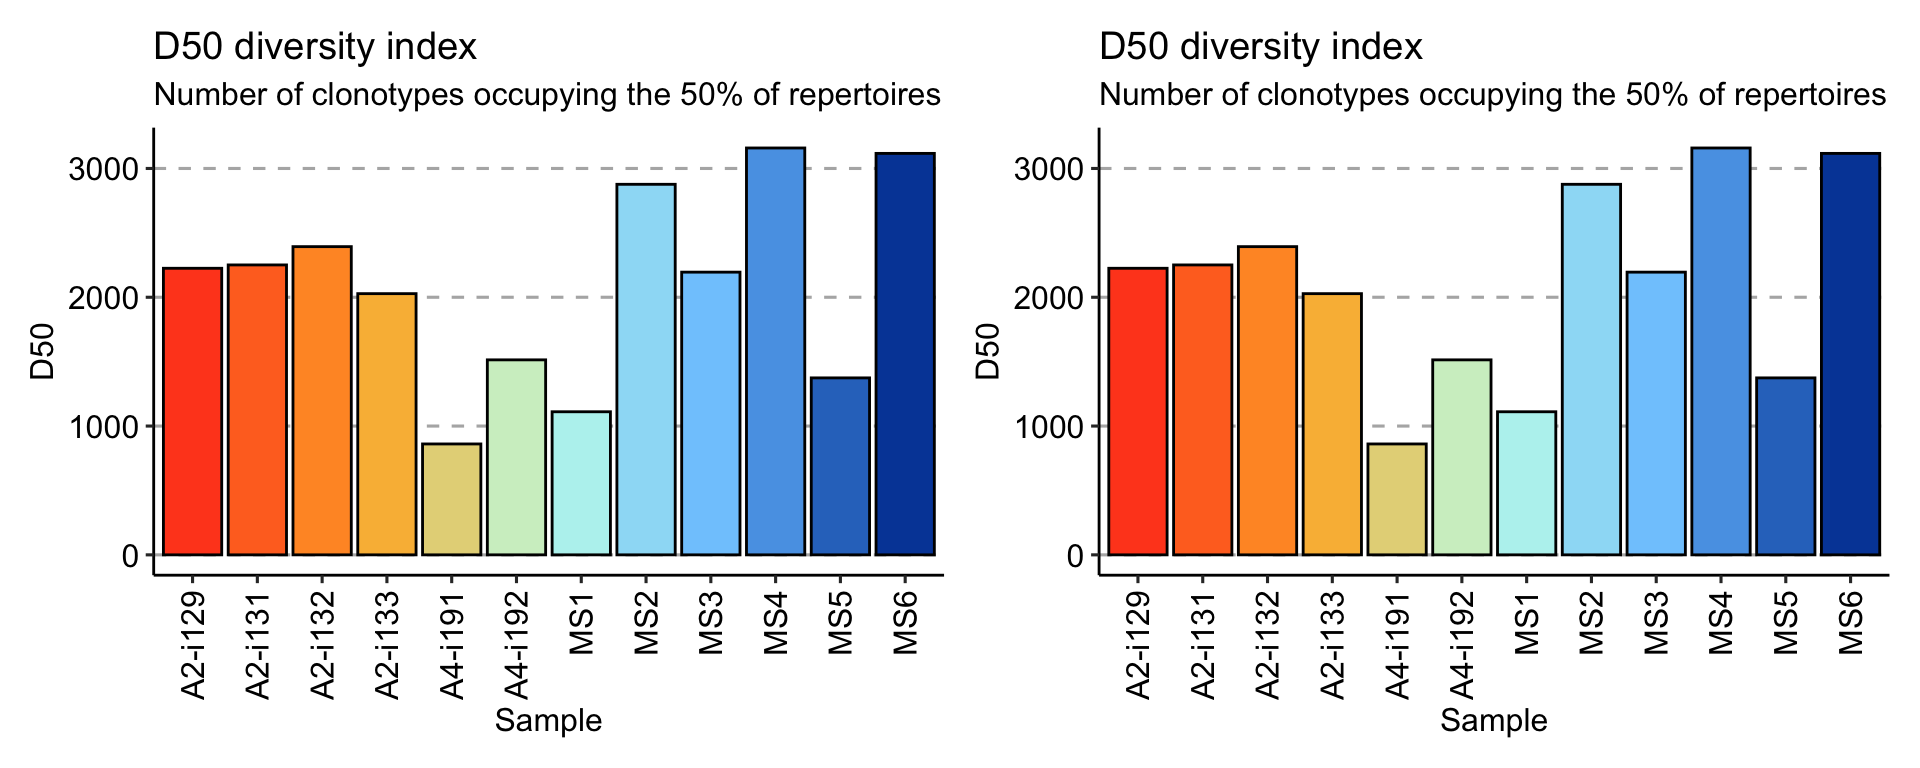 D50 diversity index
Number of clonotypes occupying the 50% of repertoires
3000
2000
1000
0
D50
A2-i129
A2-i131
A2-i132
A2-i133
A4-i191
A4-i192
MS1
MS2
MS3
MS4
MS5
MS6
Sample
D50 diversity index
Number of clonotypes occupying the 50% of repertoires
3000
2000
1000
0
D50
A2-i129
A2-i131
A2-i132
A2-i133
A4-i191
A4-i192
MS1
MS2
MS3
MS4
MS5
MS6
Sample